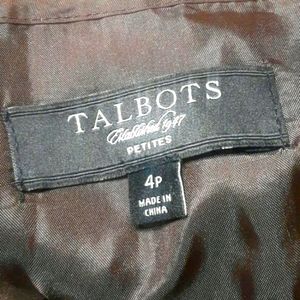 TALBOTS
Established 1947
PETITES
4P
MADE IN
CHINA